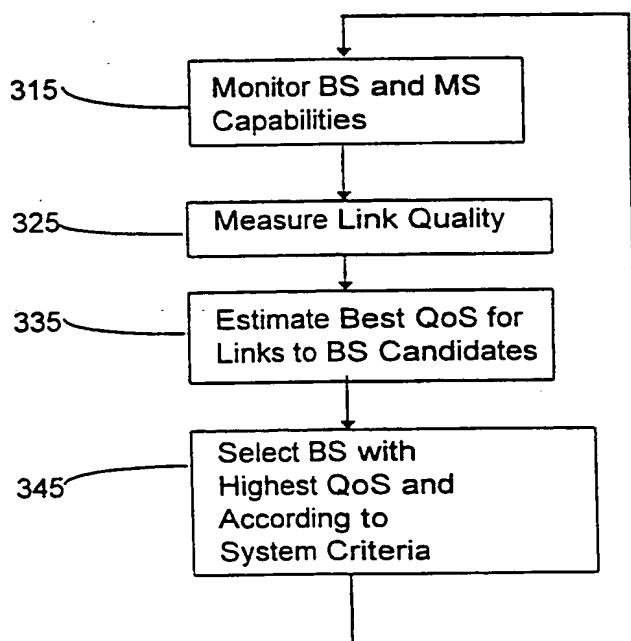 315
Monitor BS and MS
Capabilities
325
Measure Link Quality
335
Estimate Best QoS for
Links to BS Candidates
345
Select BS with
Highest QoS and
According to
System Criteria